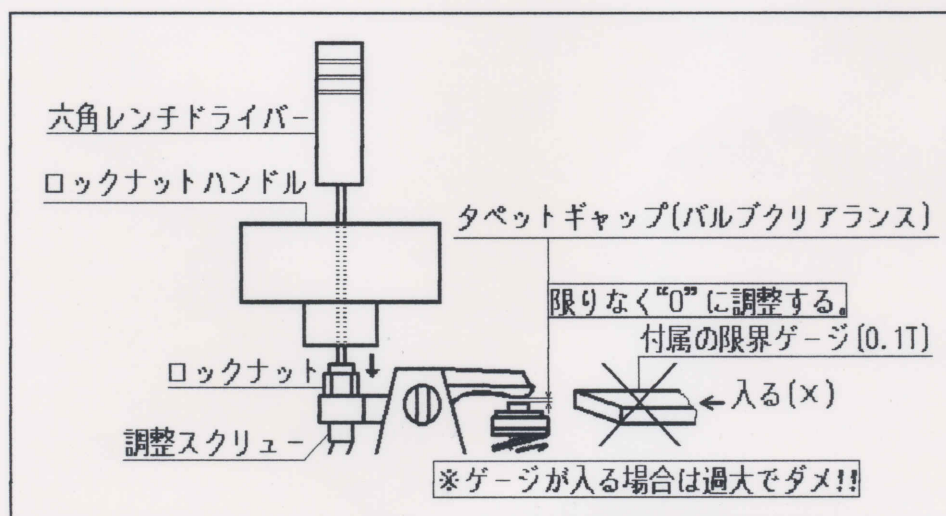 六角レンチドライバー
ロックナットハンドル
タペットギャップ(バルブクリアランス)
限りなく“0”に調整する。
付属の限界ゲージ(0.1T)
ロックナット
←入る(×)
調整スクリュー
※ゲージが入る場合は過大でダメ!!